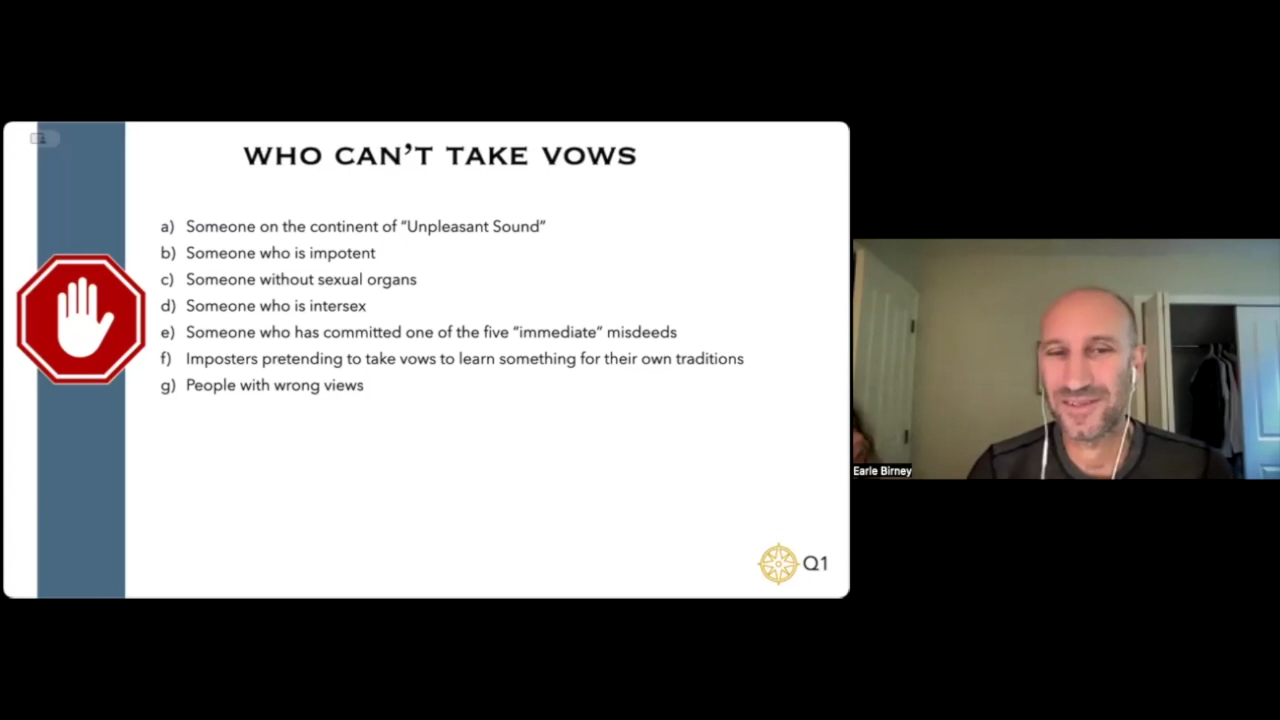 WHO CAN’T TAKE VOWS
a) Someone on the continent of “Unpleasant Sound”
b) Someone who is impotent
c) Someone without sexual organs
d) Someone who is intersex
e) Someone who has committed one of the five “immediate” misdeeds
f) Imposters pretending to take vows to learn something for their own traditions
g) People with wrong views
Q1
Earle Birney